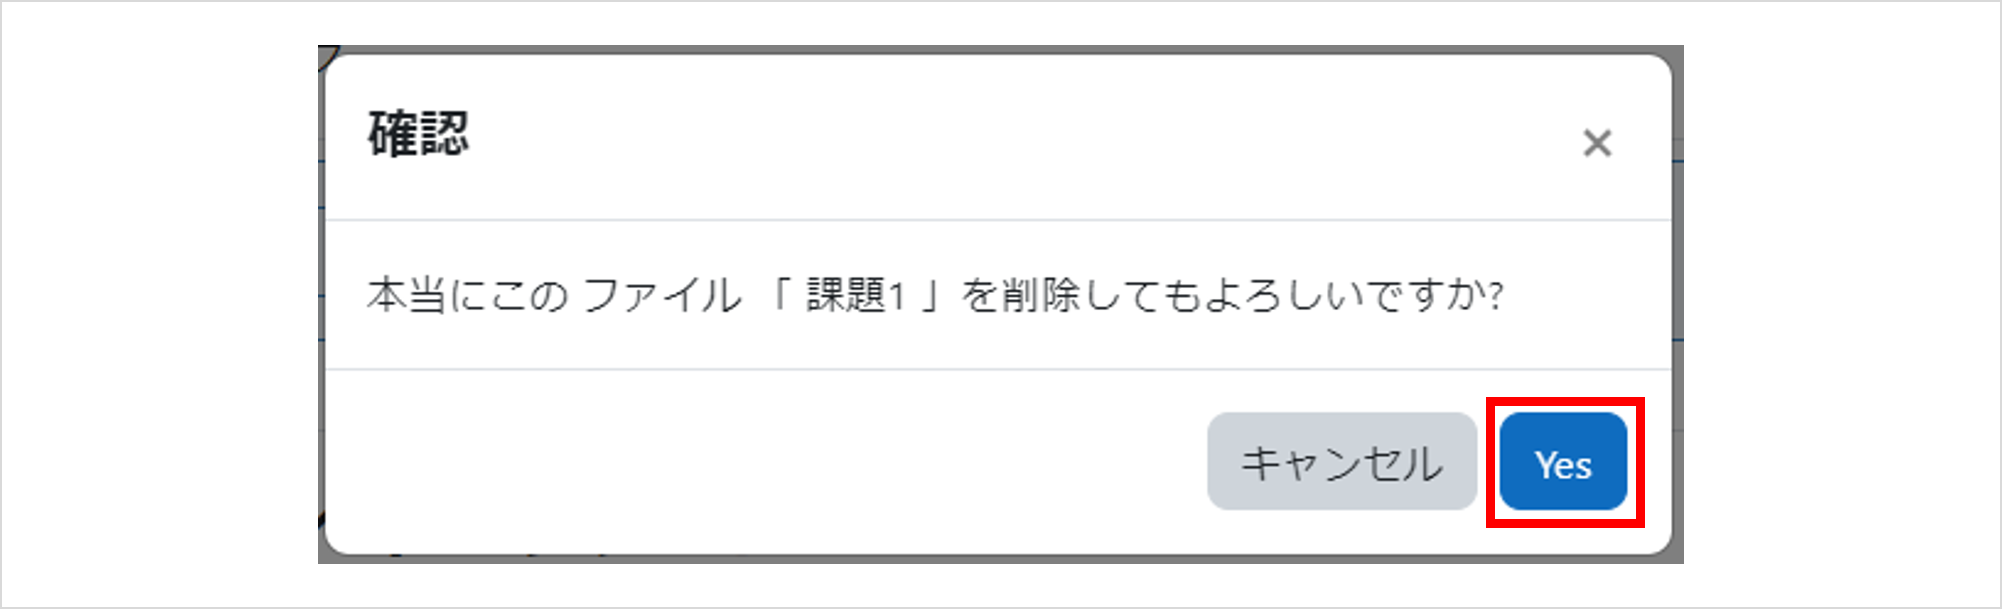 確認
×
本当にこの ファイル 「 課題1 」を削除してもよろしいですか?
キャンセル
Yes